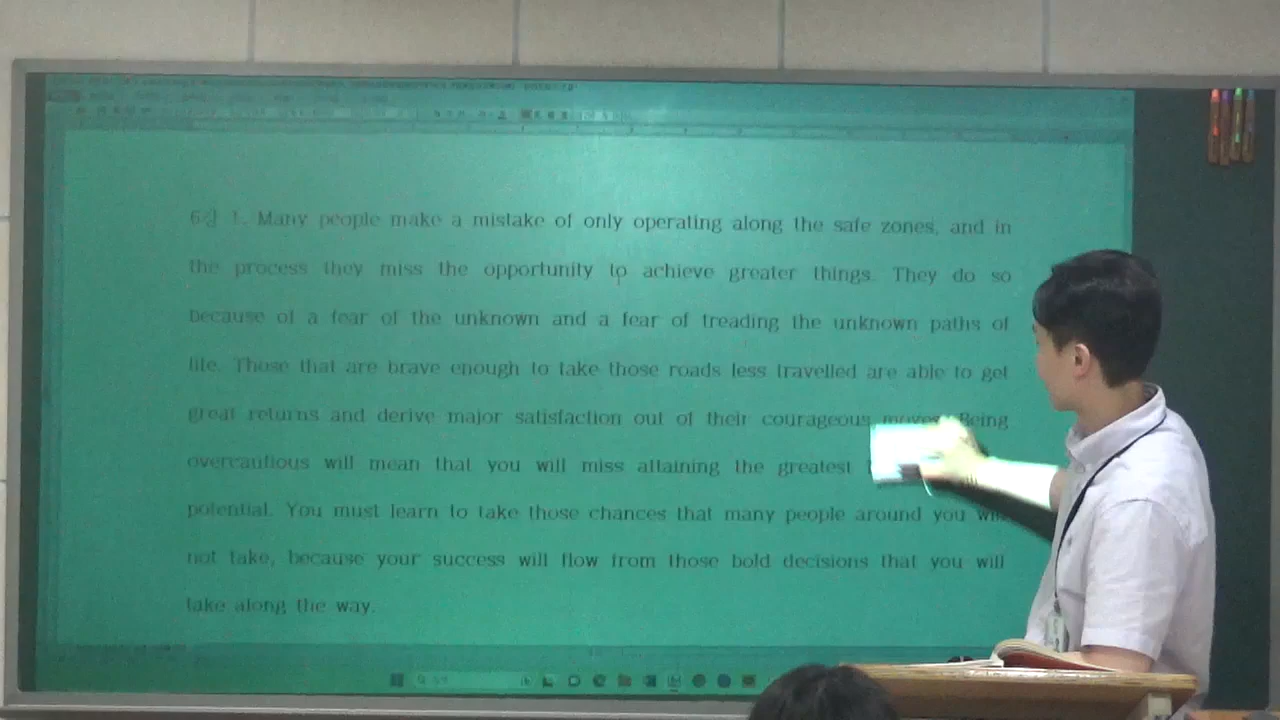 6강 1. Many people make a mistake of only operating along the safe zones, and in
the process they miss the opportunity to achieve greater things. They do so
because of a fear of the unknown and a fear of treading the unknown paths of
life. Those that are brave enough to take those roads less travelled are able to get
great returns and derive major satisfaction out of their courageous moves. Being
overcautious will mean that you will miss attaining the greatest
potential. You must learn to take those chances that many people around you will
not take, because your success will flow from those bold decisions that you will
take along the way.